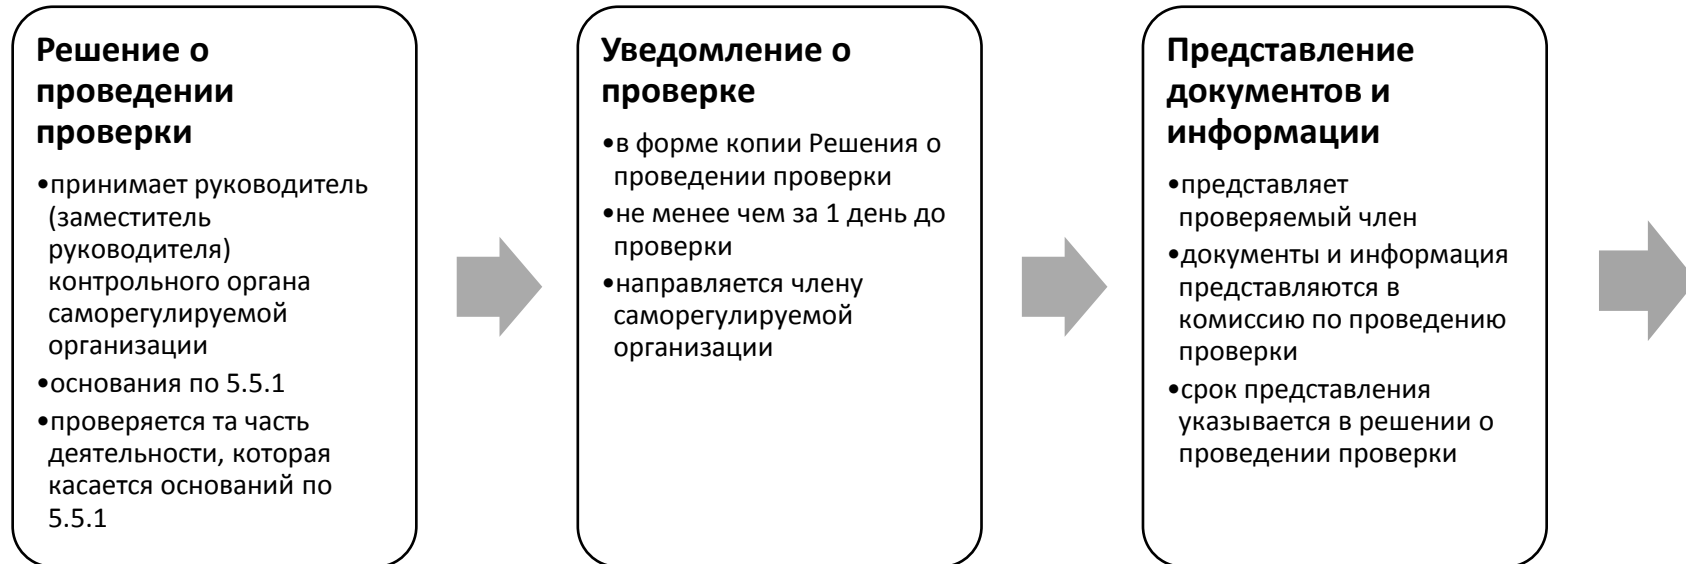 Решение о
проведении
проверки
•принимает руководитель
(заместитель
руководителя)
контрольного органа
саморегулируемой
организации
•основания по 5.5.1
•проверяется та часть
деятельности, которая
касается оснований по
5.5.1
Уведомление о
проверке
•в форме копии Решения о
проведении проверки
•не менее чем за 1 день до
проверки
•направляется члену
саморегулируемой
организации
Представление
документов и
информации
•представляет
проверяемый член
•документы и информация
представляются в
комиссию по проведению
проверки
•срок представления
указывается в решении о
проведении проверки